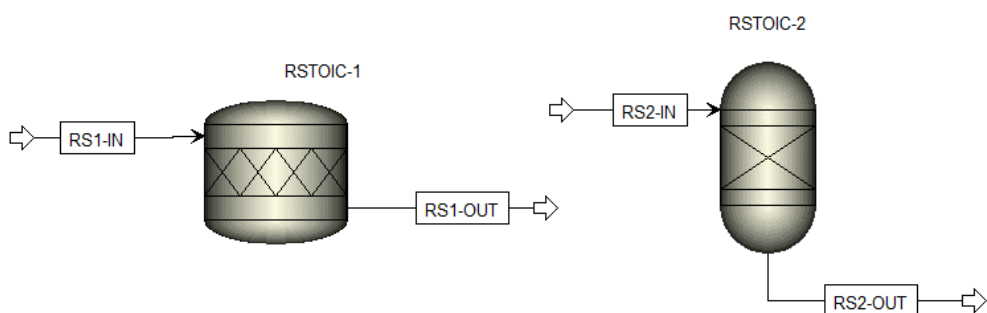 RSTOIC-1
RS1-IN
RS1-OUT
RSTOIC-2
RS2-IN
RS2-OUT